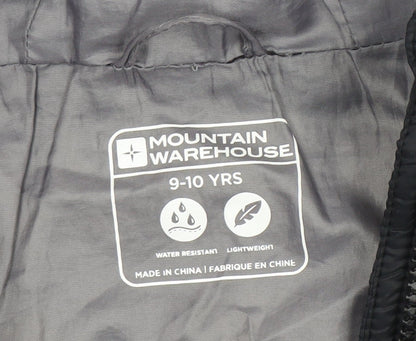 MOUNTAIN
WAREHOUSE
9-10 YRS
WATER RESISTANT LIGHTWEIGHT
MADE IN CHINA | FABRIQUE EN CHINE